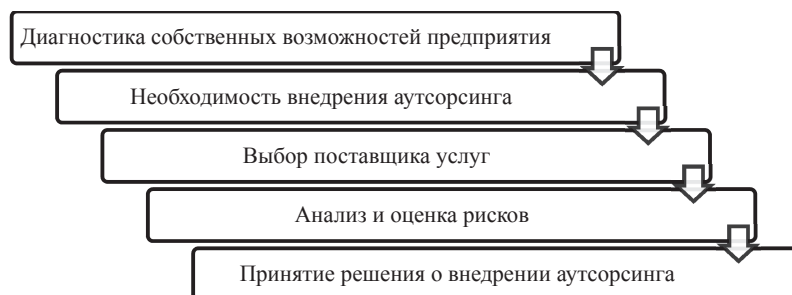 Диагностика собственных возможностей предприятия
Необходимость внедрения аутсорсинга
Выбор поставщика услуг
Анализ и оценка рисков
Принятие решения о внедрении аутсорсинга